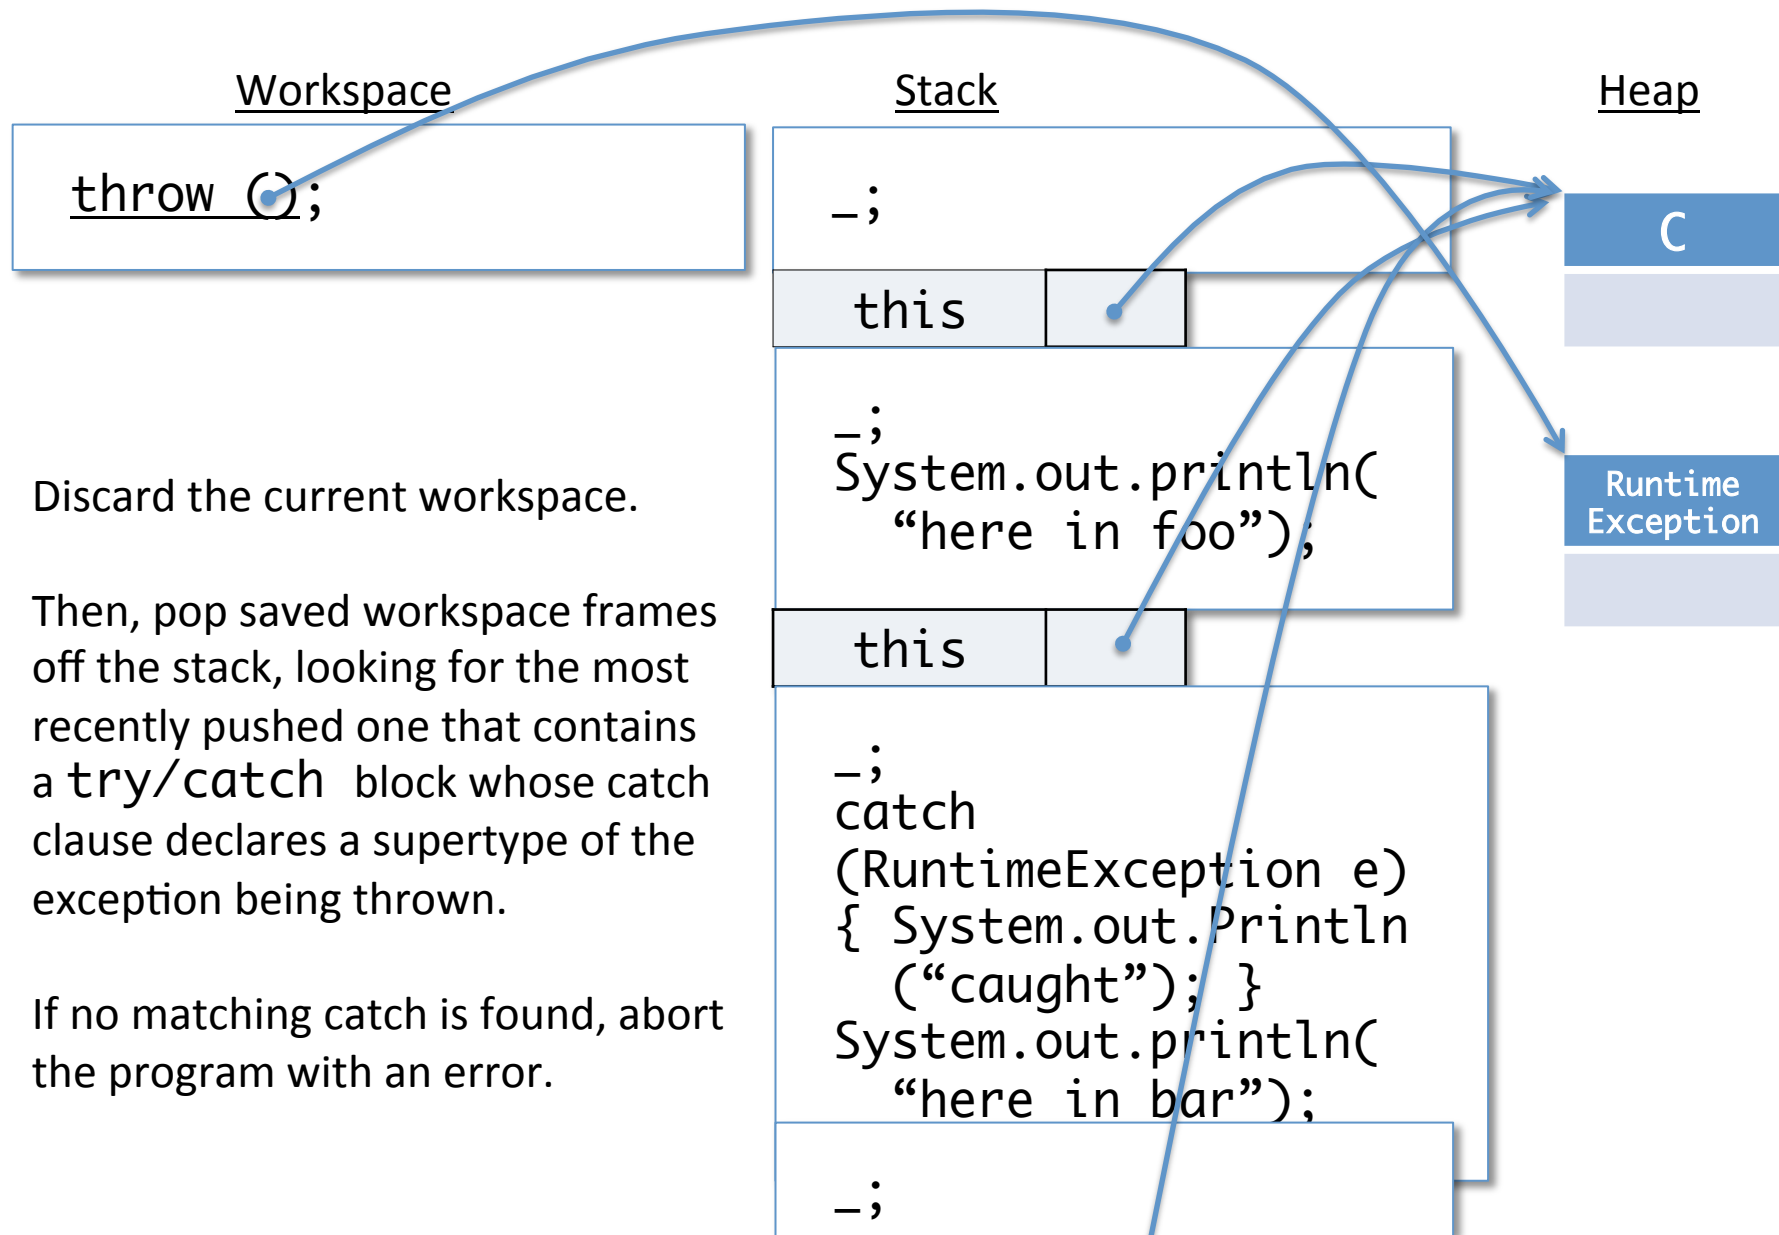 Workspace
Stack
Heap
throw ();
_;
C
this
_;
System.out.println(
“here in foo”);
Runtime
Exception
Discard the current workspace.
Then, pop saved workspace frames
off the stack, looking for the most
recently pushed one that contains
a try/catch block whose catch
clause declares a supertype of the
exception being thrown.
If no matching catch is found, abort
the program with an error.
this
_;
catch
(RuntimeException e)
{ System.out.Println
(“caught”); }
System.out.println(
“here in bar”);
_;